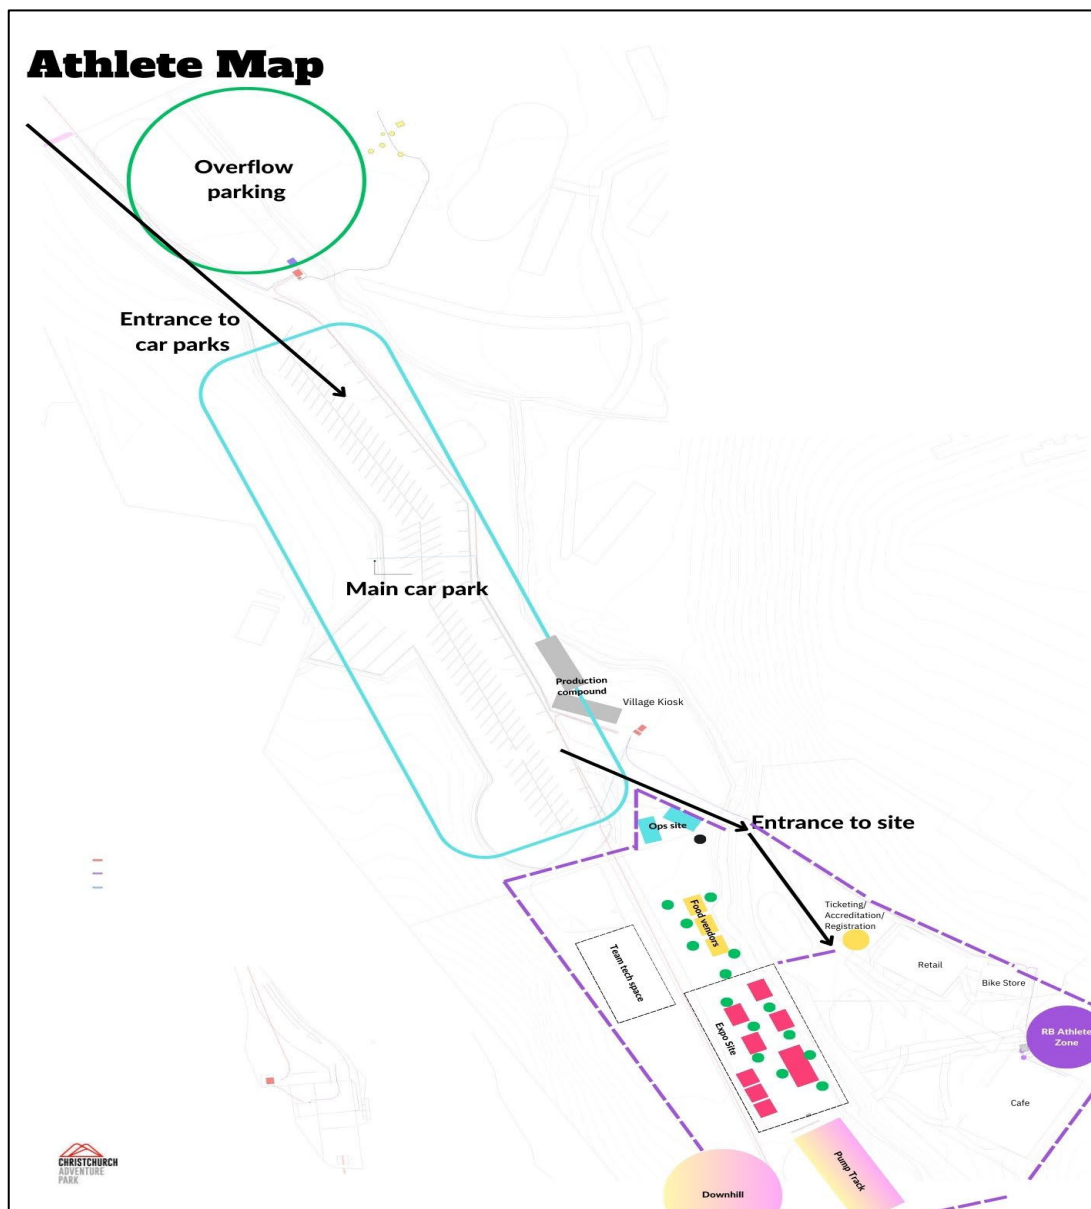 Athlete Map
Overflow
parking
Entrance to
car parks
Main car park
Production
compound
Village Kiosk
Ops site
Entrance to site
Ticketing/
Accreditation/
Registration
Food vendors
Team tech space
Retail
Bike Store
Expo Site
RB Athlete
Zone
Cafe
Pump Track
Downhill
CHRISTCHURCH
ADVENTURE
PARK